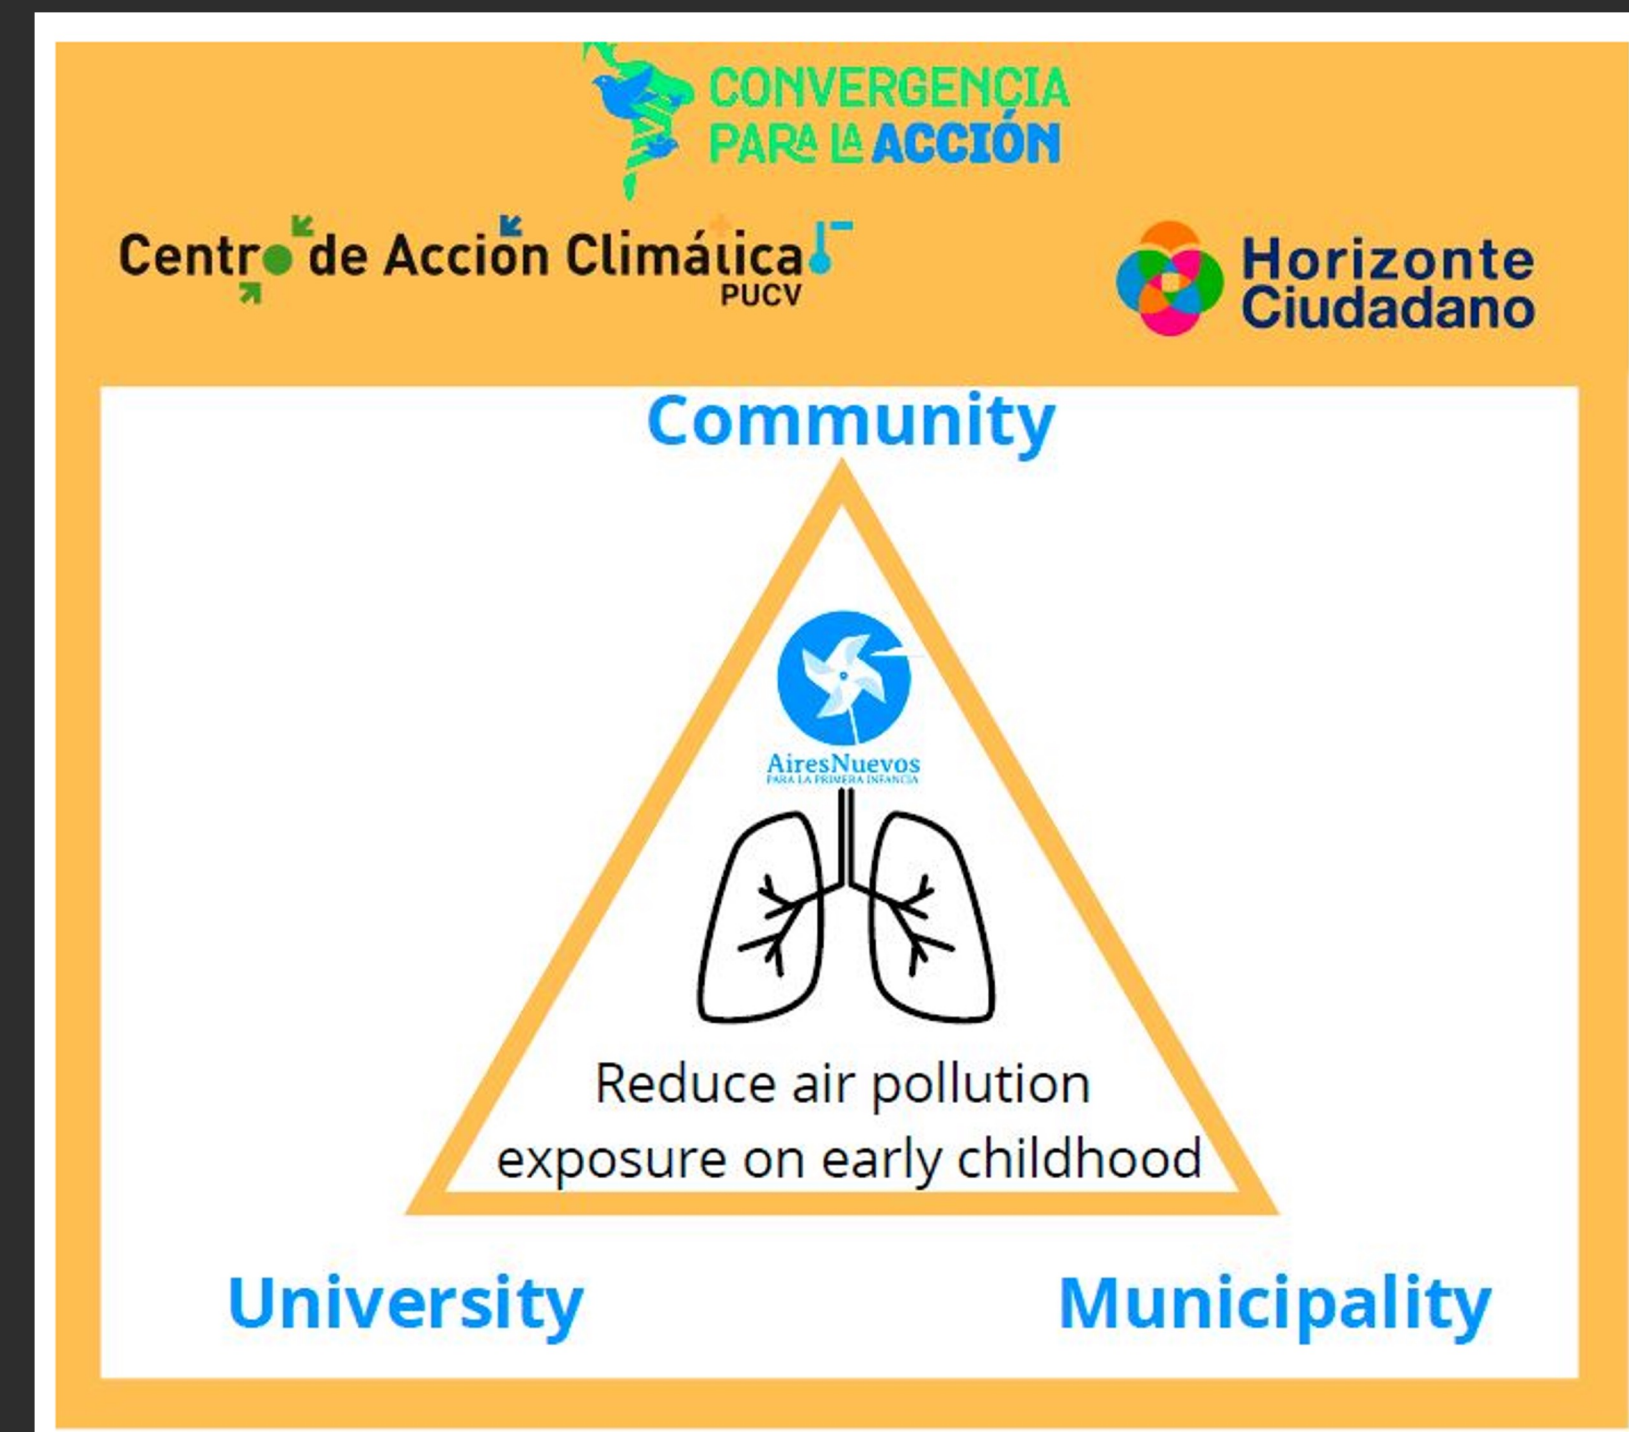 CONVERGENCIA
PARA LA ACCIÓN
Centro de Acción Climática
PUCV
Horizonte
Ciudadano
Community
AiresNuevos
PARA LA PRIMERA INFANCIA
Reduce air pollution
exposure on early childhood
University
Municipality